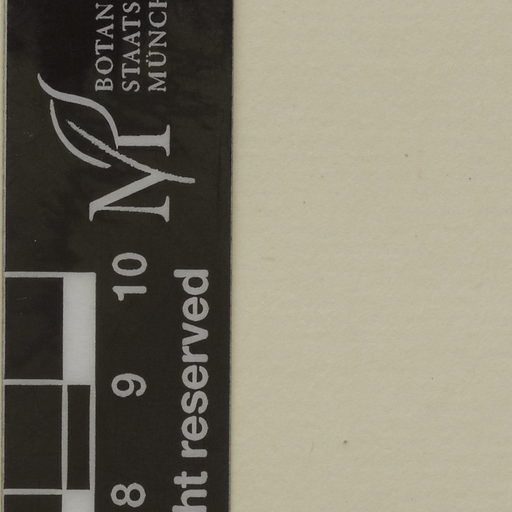 BOTAN
STAATS
MÜNCH
M
10
9
8
ht reserved